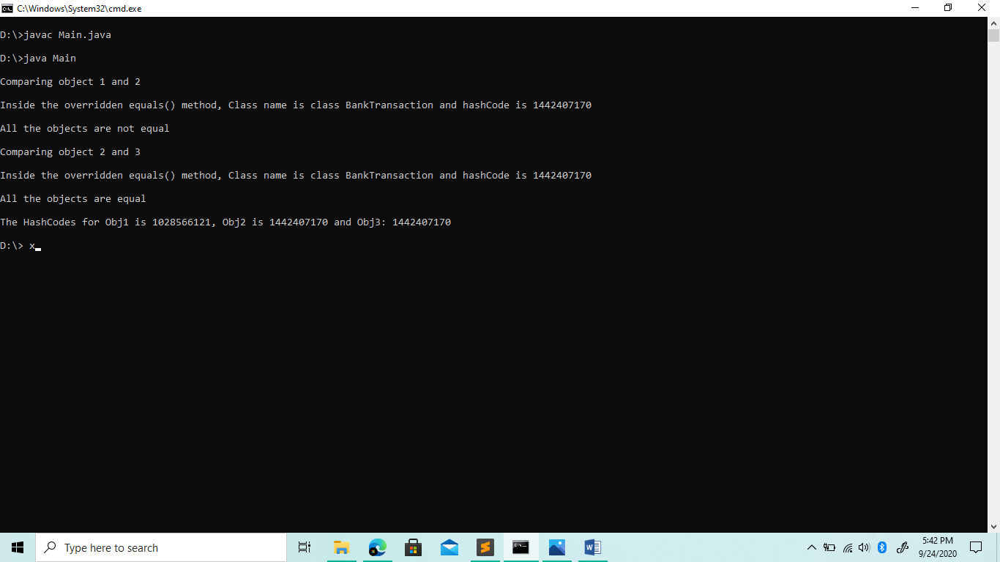 C:\Windows\System32\cmd.exe
D:\>javac Main.java
D:\>java Main
Comparing object 1 and 2
Inside the overridden equals() method, Class name is class BankTransaction and hashCode is 1442407170
All the objects are not equal
Comparing object 2 and 3
Inside the overridden equals() method, Class name is class BankTransaction and hashCode is 1442407170
All the objects are equal
The HashCodes for Obj1 is 1028566121, Obj2 is 1442407170 and Obj3: 1442407170
D:\> x
Type here to search
5:42 PM
9/24/2020